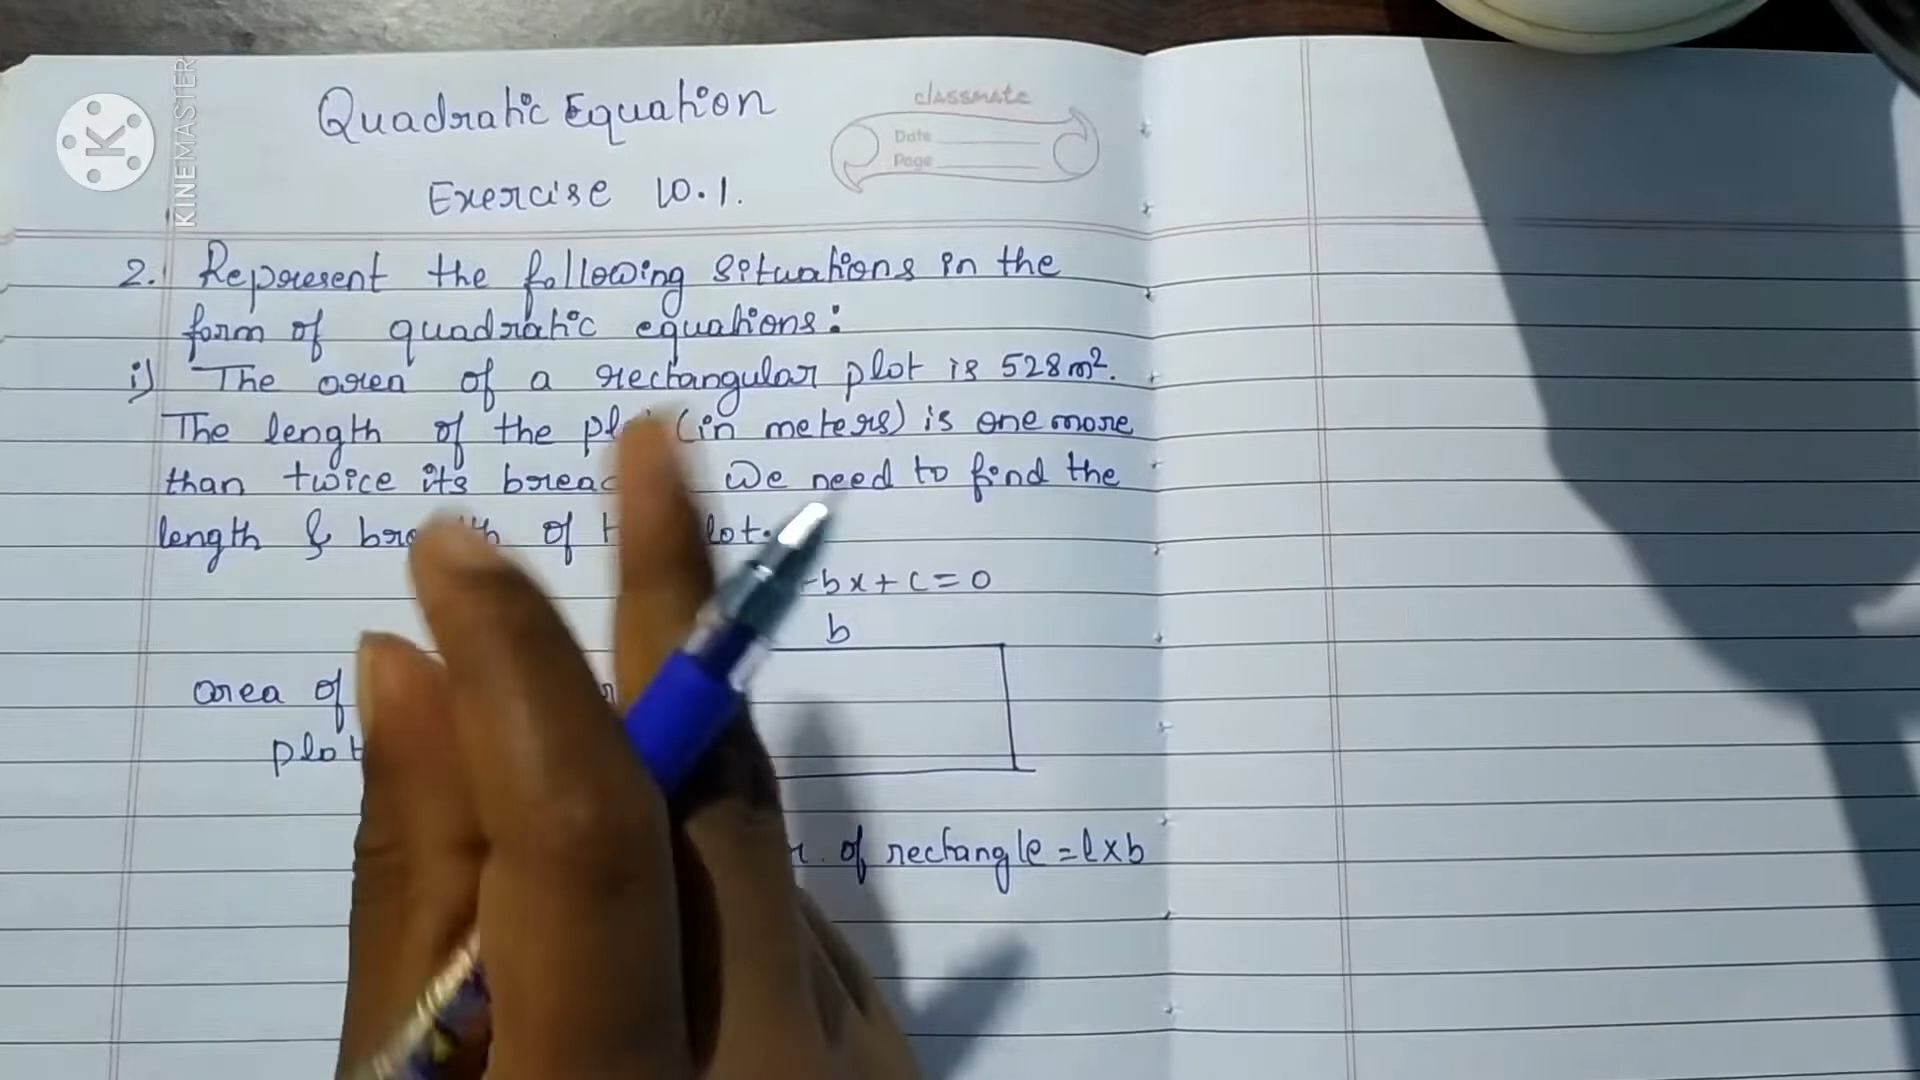 KINEMASTER
Quadratic Equation
classmate
Date
Page
Exercise 10.1.
2. Represent the following situations in the
form of quadratic equations:
i) The area of a rectangular plot is 528m².
The length of the (in meters) is one more
than twice its We need to find the
length & of
bx+c=0
b
area of
plot
of rectangle=l×b